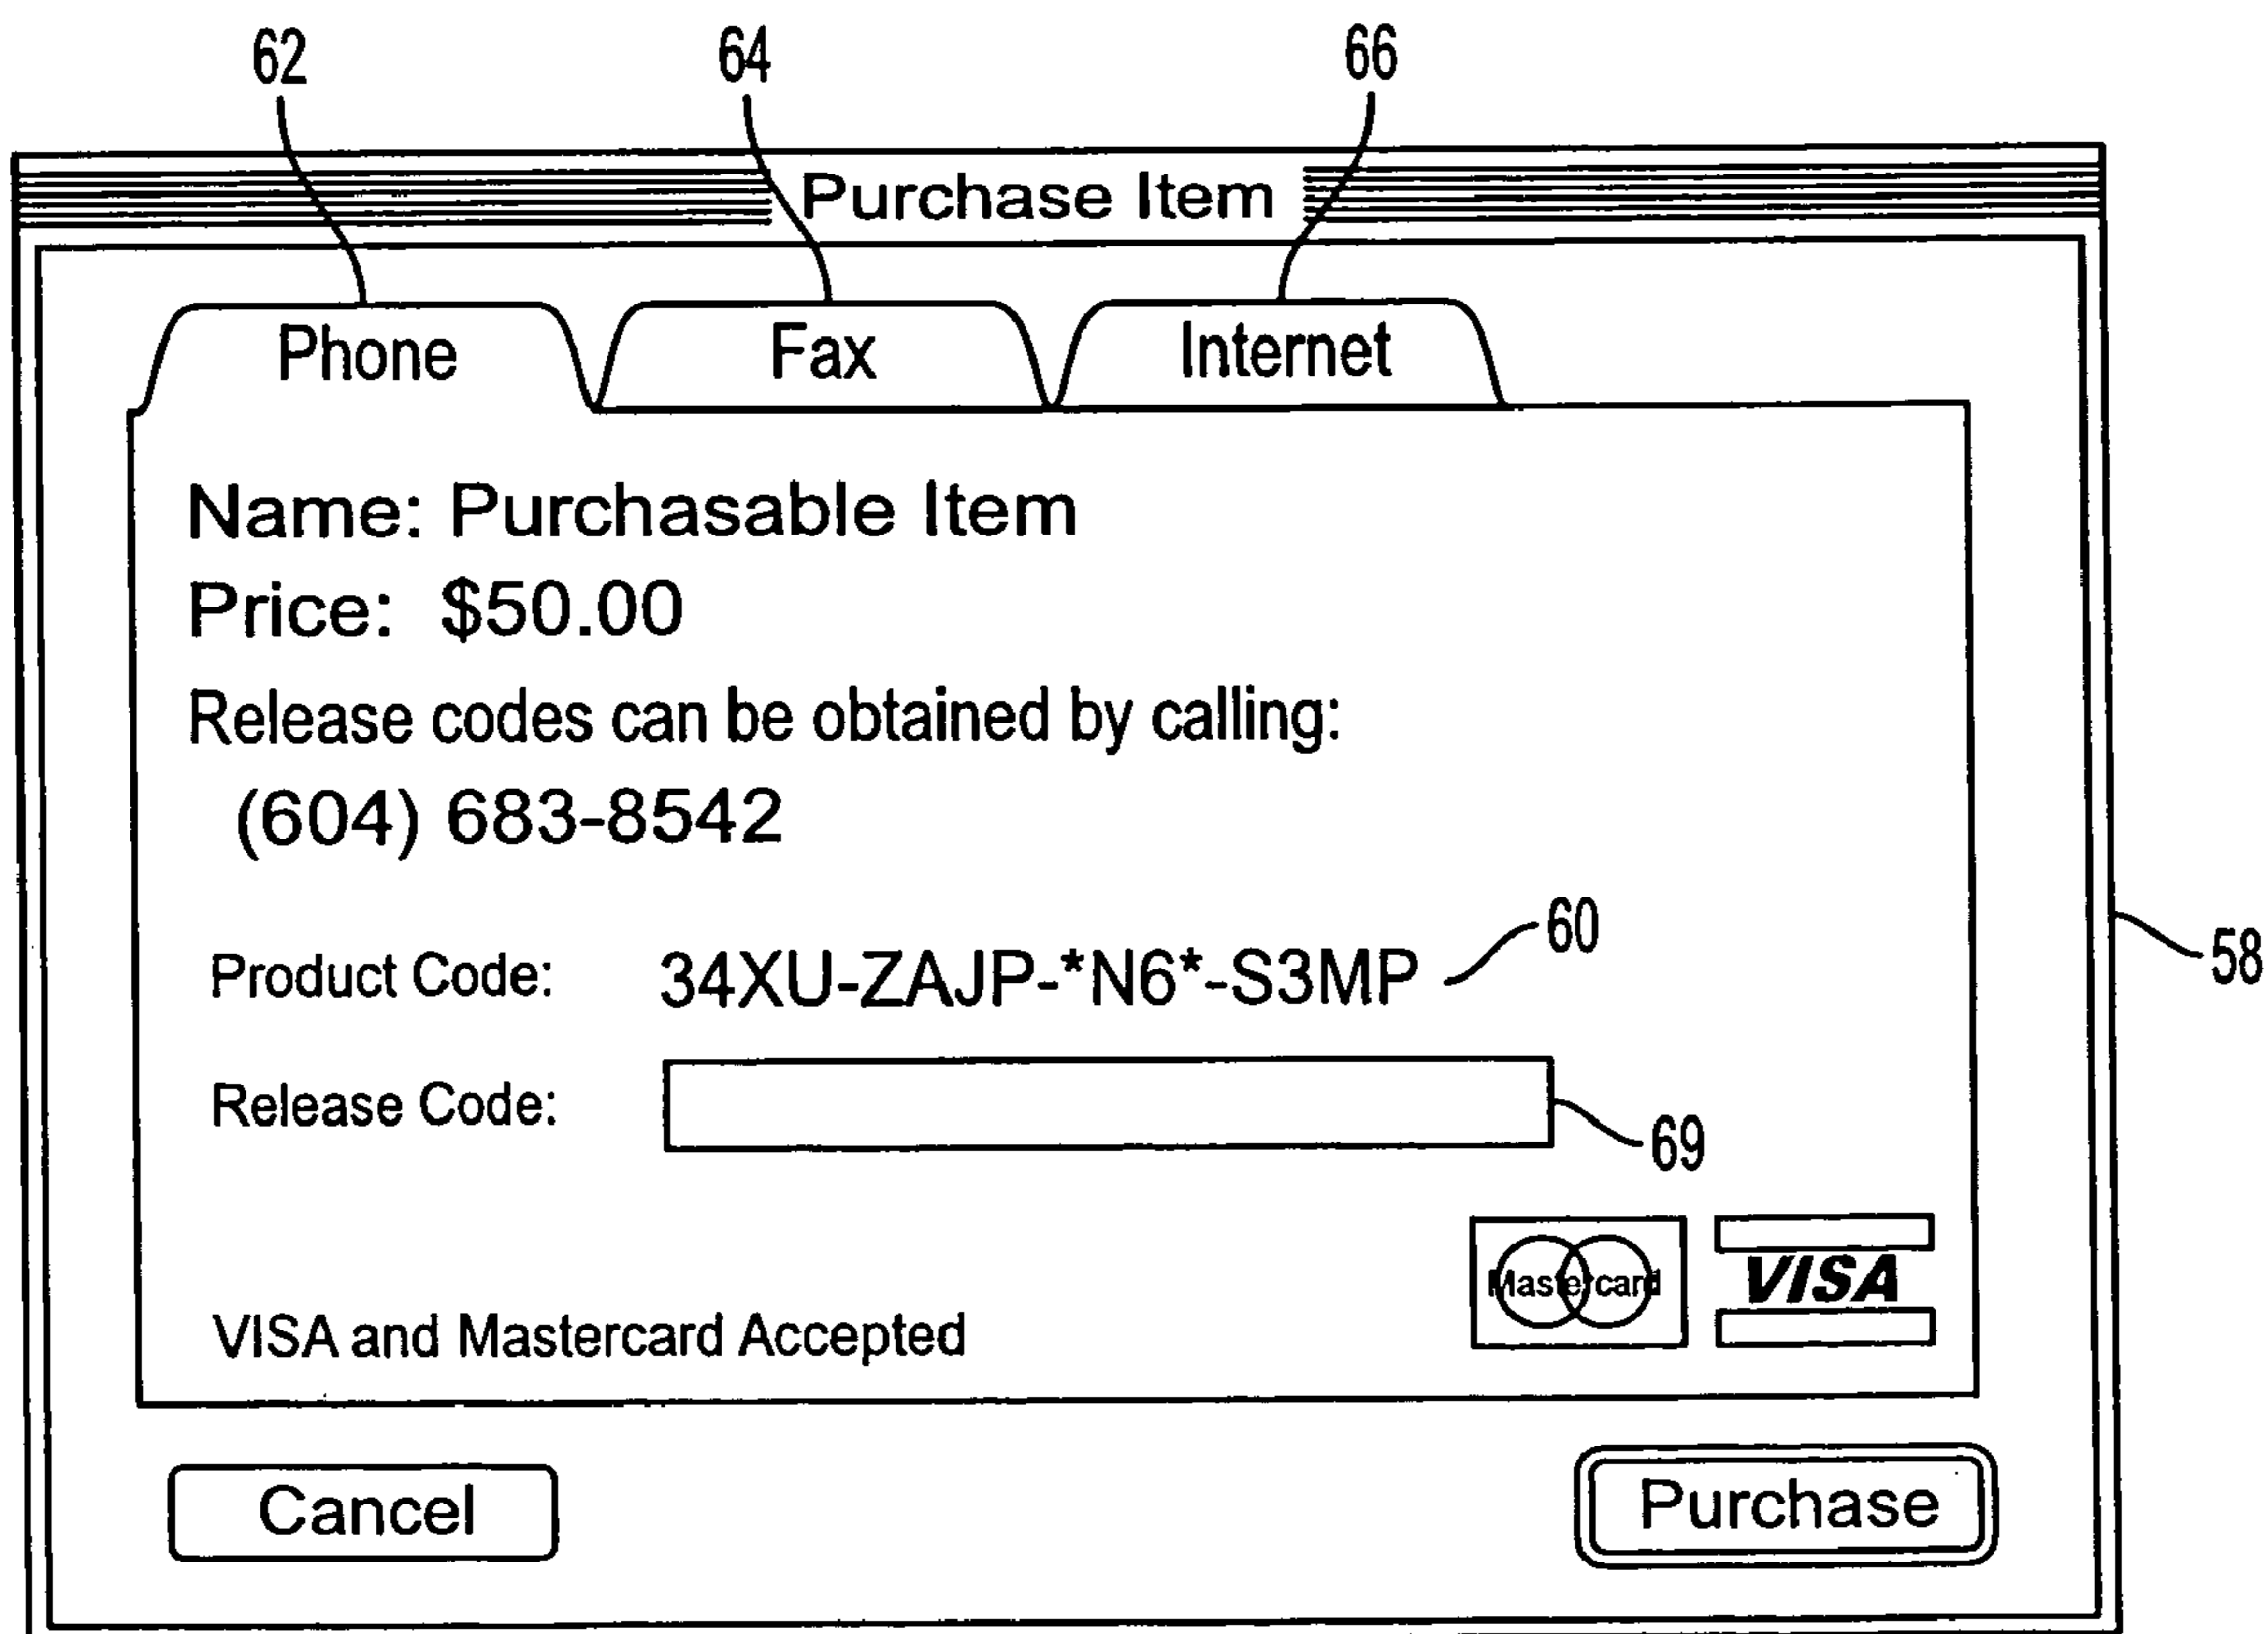 62 64 66
Purchase Item
Phone Fax Internet
Name: Purchasable Item
Price: $50.00
Release codes can be obtained by calling:
(604) 683-8542
Product Code: 34XU-ZAJP-*N6*-S3MP 60
58
Release Code:
69
Mastercard VISA
VISA and Mastercard Accepted
Cancel Purchase